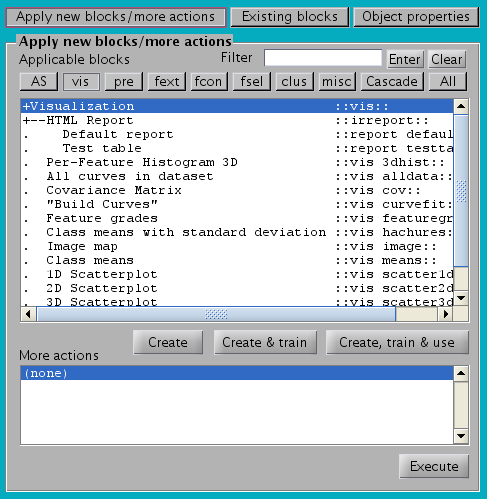 Apply new blocks/more actions Existing blocks Object properties
Apply new blocks/more actions
Applicable blocks Filter Enter Clear
AS vis pre fext fcon fsel clus misc Cascade All
+Visualization ::vis::
+--HTML Report ::irreport::
. Default report ::report defaul
. Test table ::report testta
. Per-Feature Histogram 3D ::vis 3dhist::
. All curves in dataset ::vis alldata::
. Covariance Matrix ::vis cov::
. "Build Curves" ::vis curvefit:
. Feature grades ::vis featuregr
. Class means with standard deviation ::vis hachures:
. Image map ::vis image::
. Class means ::vis means::
. 1D Scatterplot ::vis scatter1d
. 2D Scatterplot ::vis scatter2d
. 3D Scatterplot ::vis scatter3d
Create Create & train Create, train & use
More actions
(none)
Execute